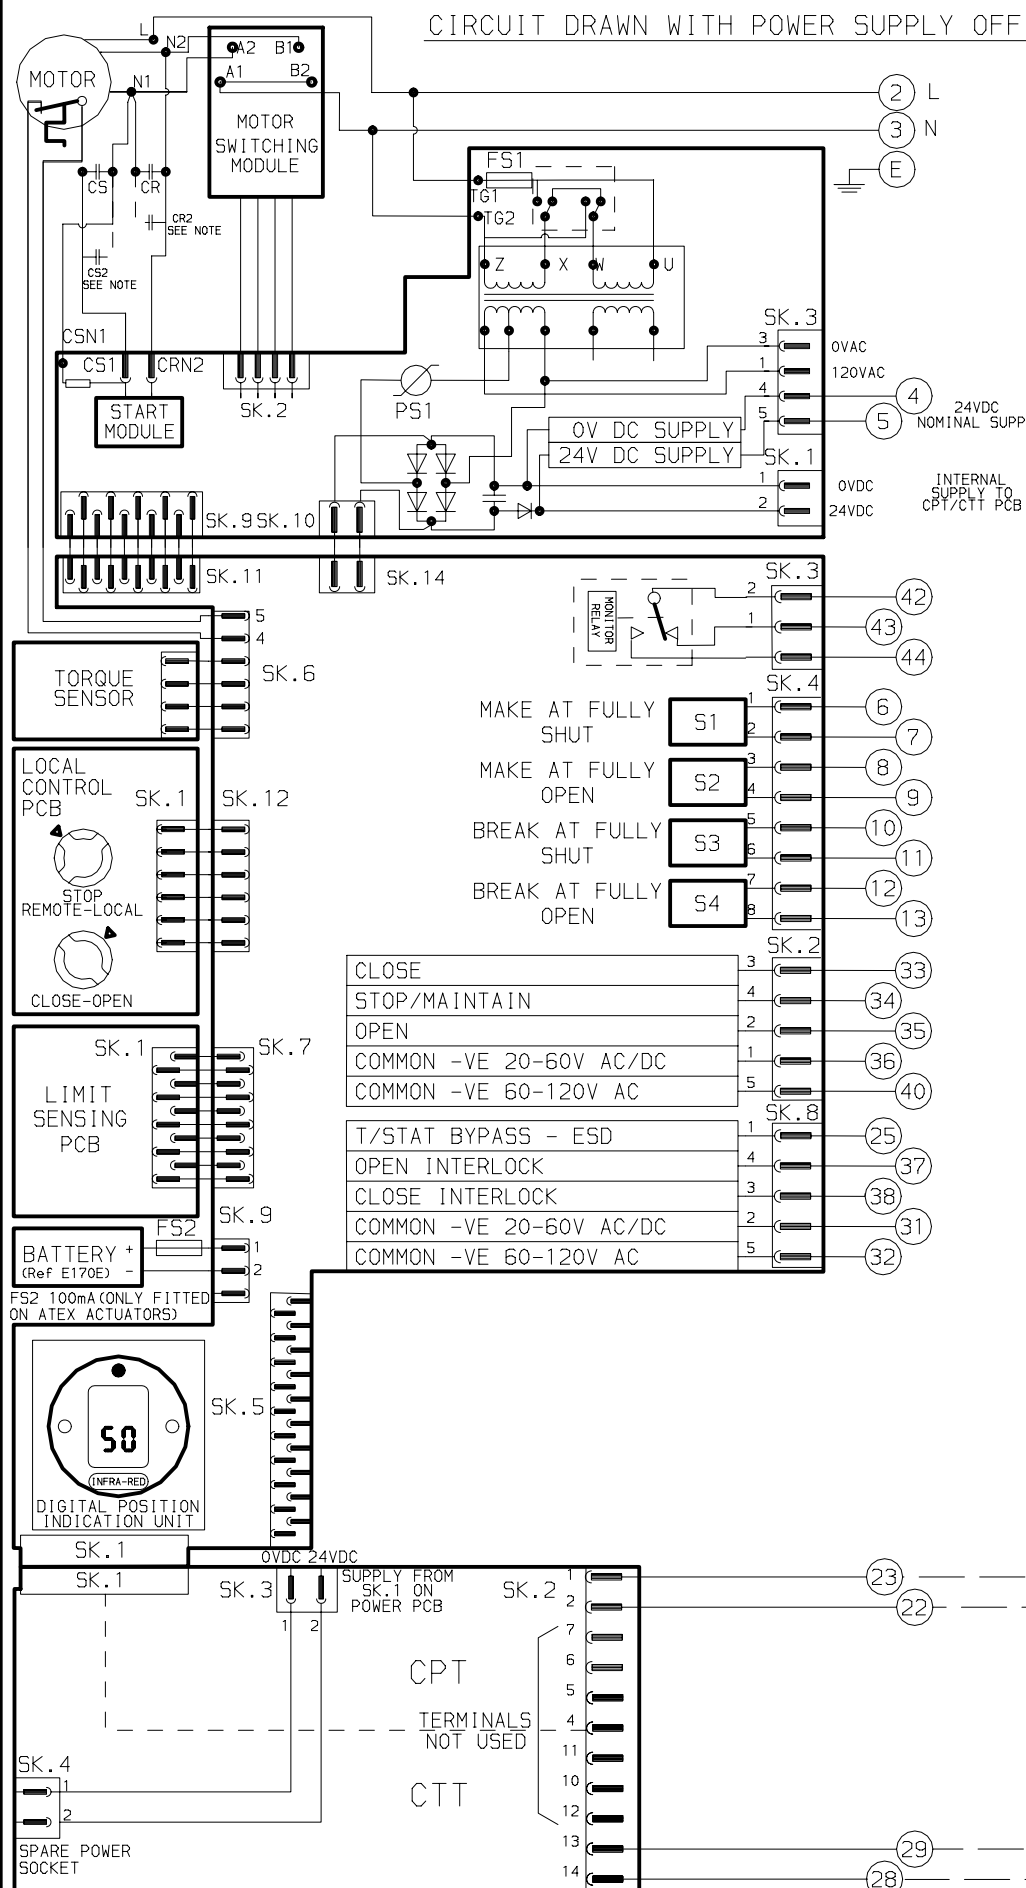 CIRCUIT DRAWN WITH POWER SUPPLY OFF
L
N2
A2 B1
MOTOR
N1
A1 B2
2 L
MOTOR
SWITCHING
MODULE
3 N
E
FS1
TG1
TG2
CS
CR
CR2
SEE NOTE
CS2
SEE NOTE
Z X W U
CSN1
CS1
CRN2
START
MODULE
SK.2
PS1
SK.3
3 0VAC
1 120VAC
4
4
5
5
24VDC
NOMINAL SUPP
0V DC SUPPLY
24V DC SUPPLY
SK.1
1 0VDC
2 24VDC
INTERNAL
SUPPLY TO
CPT/CTT PCB
SK.9 SK.10
SK.11
SK.14
SK.3
MONITOR
RELAY
2 42
1 43
44
5
4
SK.6
TORQUE
SENSOR
SK.4
MAKE AT FULLY
SHUT
S1
1 6
2 7
MAKE AT FULLY
OPEN
S2
3 8
4 9
BREAK AT FULLY
SHUT
S3
5 10
6 11
BREAK AT FULLY
OPEN
S4
7 12
8 13
LOCAL
CONTROL
PCB
SK.1 SK.12
STOP
REMOTE-LOCAL
CLOSE-OPEN
SK.2
CLOSE 3 33
STOP/MAINTAIN 4 34
OPEN 2 35
COMMON -VE 20-60V AC/DC 1 36
COMMON -VE 60-120V AC 5 40
SK.8
T/STAT BYPASS - ESD 1 25
OPEN INTERLOCK 4 37
CLOSE INTERLOCK 3 38
COMMON -VE 20-60V AC/DC 2 31
COMMON -VE 60-120V AC 5 32
SK.1
SK.7
LIMIT
SENSING
PCB
SK.9
FS2
BATTERY +
(Ref E170E) -
1
2
FS2 100mA(ONLY FITTED
ON ATEX ACTUATORS)
SK.5
50
INFRA-RED
DIGITAL POSITION
INDICATION UNIT
SK.1
SK.1
0VDC 24VDC
SK.3
1 2
SUPPLY FROM
SK.1 ON
POWER PCB
SK.2
1 23
2 22
7
6
5
4
11
10
12
13 29
14 28
CPT
TERMINALS
NOT USED
CTT
SK.4
1
2
SPARE POWER
SOCKET